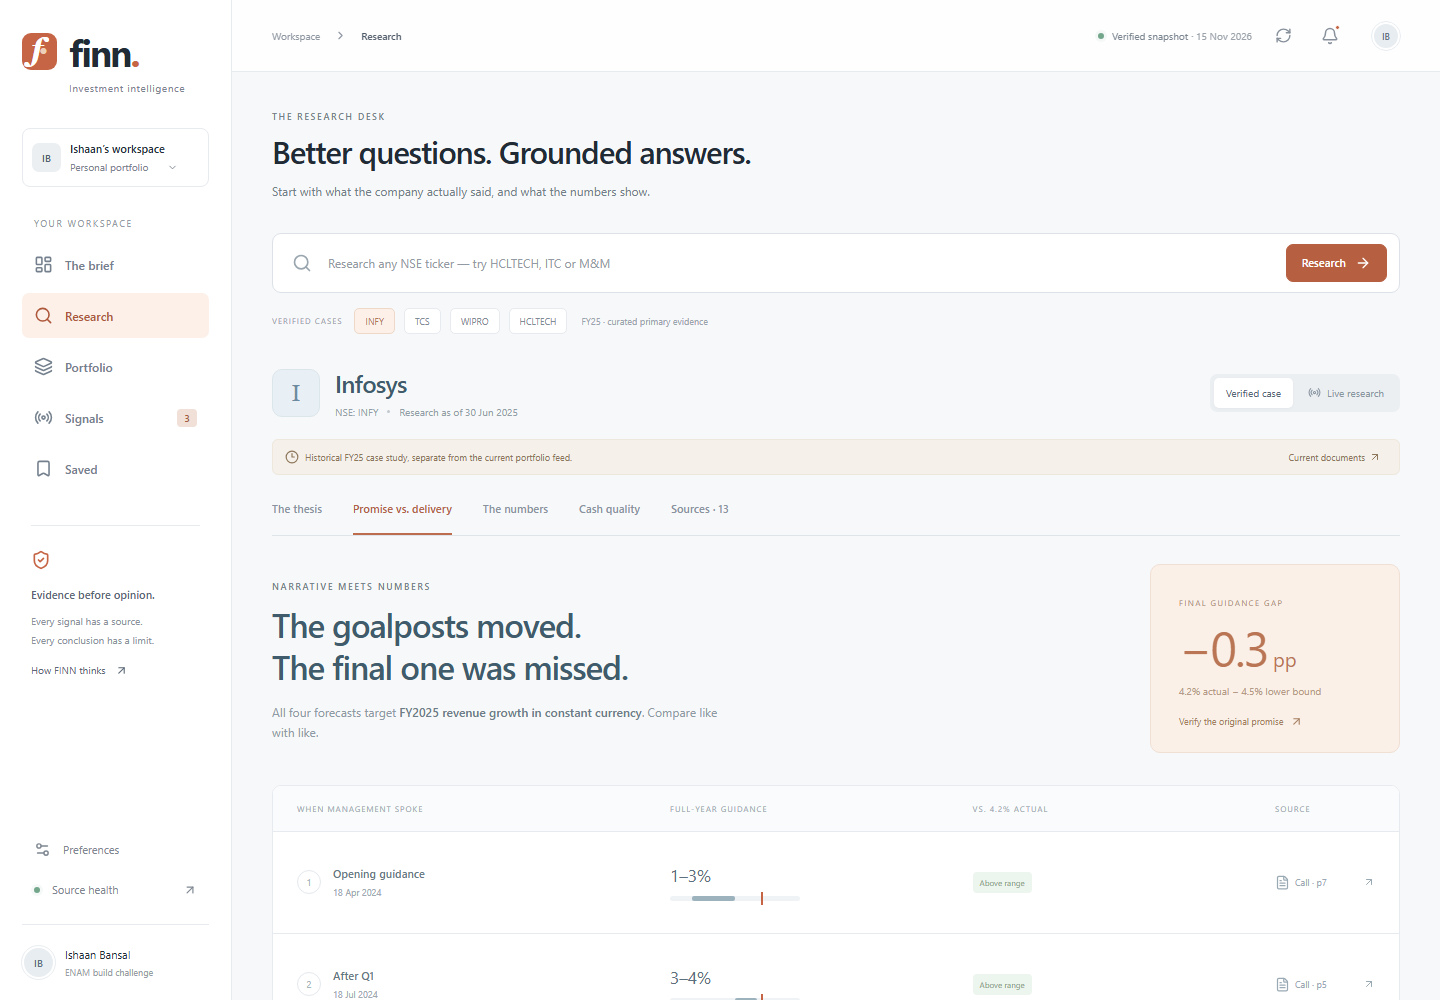 finn.
Investment intelligence
IB
Ishaan's workspace
Personal portfolio
YOUR WORKSPACE
The brief
Research
Portfolio
Signals
3
Saved
Evidence before opinion.
Every signal has a source.
Every conclusion has a limit.
How FINN thinks
Preferences
Source health
IB
Ishaan Bansal
ENAM build challenge
Workspace
Research
Verified snapshot · 15 Nov 2026
IB
THE RESEARCH DESK
Better questions. Grounded answers.
Start with what the company actually said, and what the numbers show.
Research any NSE ticker — try HCLTECH, ITC or M&M
Research
VERIFIED CASES
INFY
TCS
WIPRO
HCLTECH
FY25 · curated primary evidence
I
Infosys
NSE: INFY • Research as of 30 Jun 2025
Verified case
Live research
Historical FY25 case study, separate from the current portfolio feed.
Current documents
The thesis
Promise vs. delivery
The numbers
Cash quality
Sources · 13
NARRATIVE MEETS NUMBERS
The goalposts moved.
The final one was missed.
All four forecasts target FY2025 revenue growth in constant currency. Compare like
with like.
FINAL GUIDANCE GAP
−0.3 pp
4.2% actual − 4.5% lower bound
Verify the original promise
WHEN MANAGEMENT SPOKE
FULL-YEAR GUIDANCE
VS. 4.2% ACTUAL
SOURCE
1
Opening guidance
18 Apr 2024
1–3%
Above range
Call · p7
2
After Q1
18 Jul 2024
3–4%
Above range
Call · p5